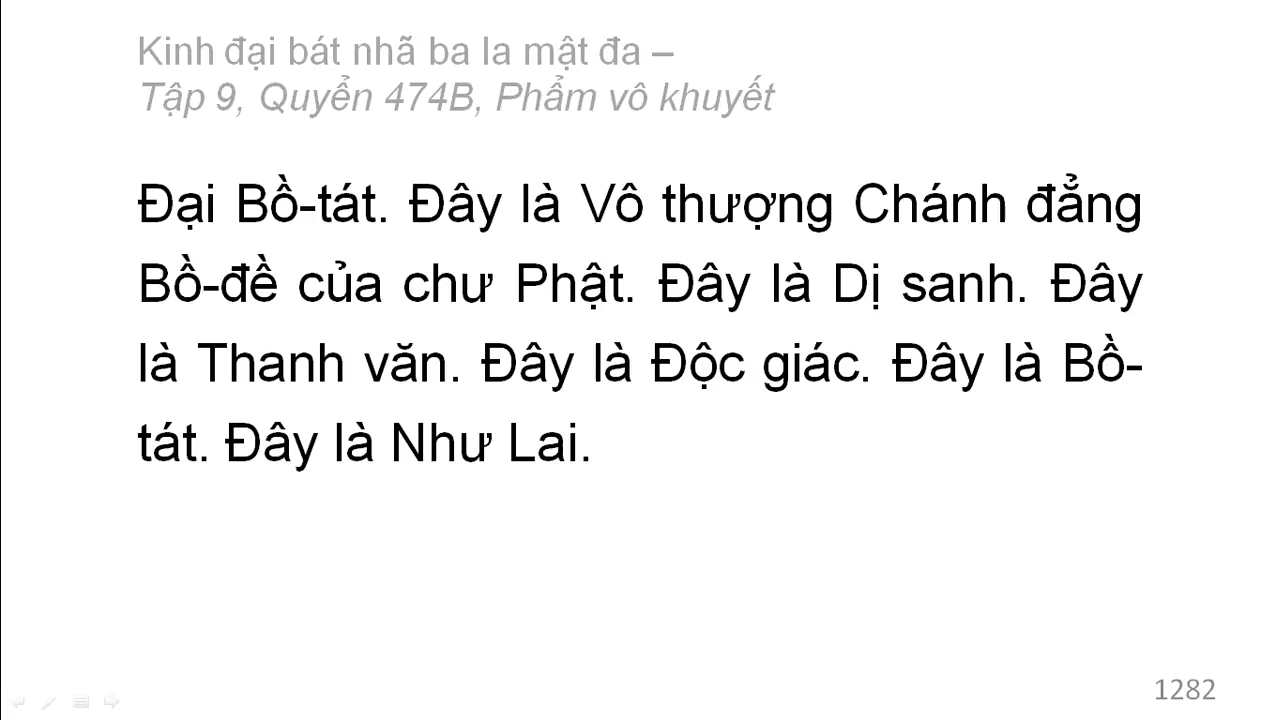 Kinh đại bát nhã ba la mật đa –
Tập 9, Quyển 474B, Phẩm vô khuyết
Đại Bồ-tát. Đây là Vô thượng Chánh đẳng
Bồ-đề của chư Phật. Đây là Dị sanh. Đây
là Thanh văn. Đây là Độc giác. Đây là Bồ-
tát. Đây là Như Lai.
1282